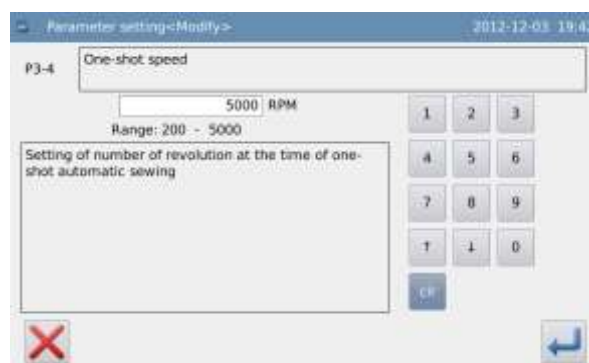 Parameter setting<Modify> 2012-12-03 19:42
P3-4 One-shot speed
5000 RPM
Range: 200 - 5000
Setting of number of revolution at the time of one-
shot automatic sewing
1 2 3
4 5 6
7 8 9
↑ ↓ 0
CR